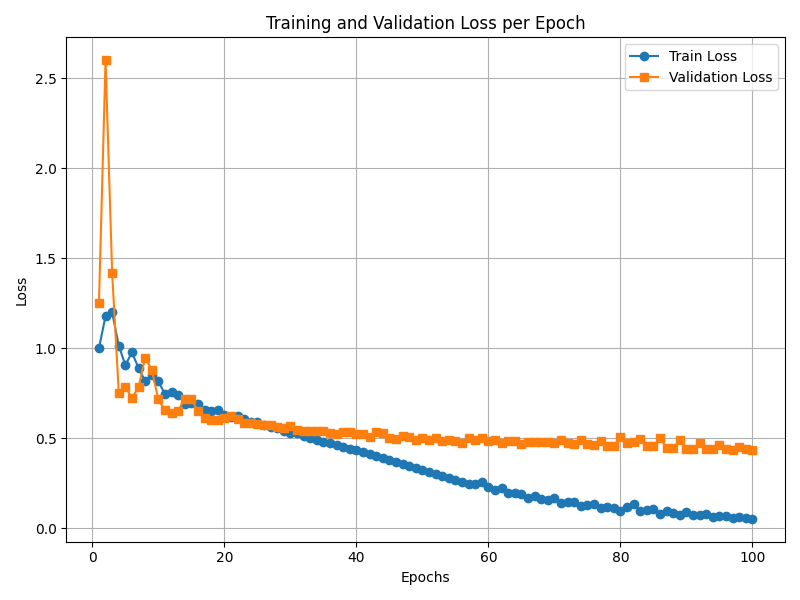 Training and Validation Loss per Epoch
Train Loss
Validation Loss
Loss
2.5
2.0
1.5
1.0
0.5
0.0
0 20 40 60 80 100
Epochs